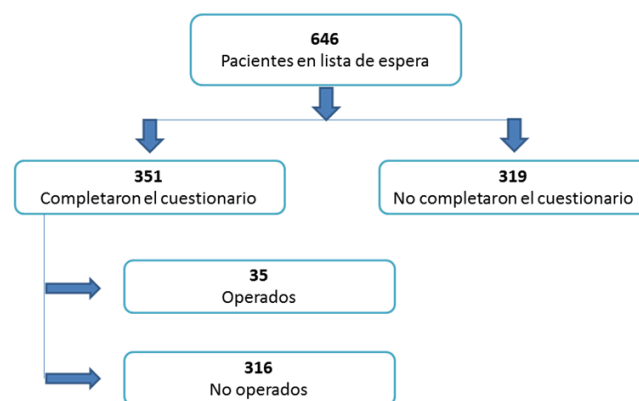 646
Pacientes en lista de espera
351
Completaron el cuestionario
319
No completaron el cuestionario
35
Operados
316
No operados